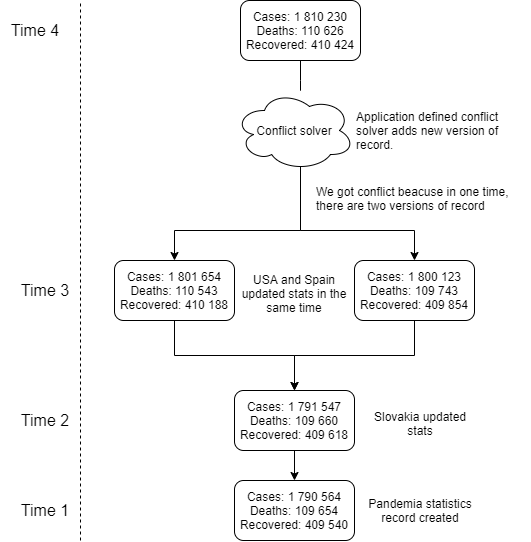 Time 4
Cases: 1 810 230
Deaths: 110 626
Recovered: 410 424
Conflict solver
Application defined conflict
solver adds new version of
record.
We got conflict beacuse in one time,
there are two versions of record
Time 3
Cases: 1 801 654
Deaths: 110 543
Recovered: 410 188
USA and Spain
updated stats in the
same time
Cases: 1 800 123
Deaths: 109 743
Recovered: 409 854
Time 2
Cases: 1 791 547
Deaths: 109 660
Recovered: 409 618
Slovakia updated
stats
Time 1
Cases: 1 790 564
Deaths: 109 654
Recovered: 409 540
Pandemia statistics
record created